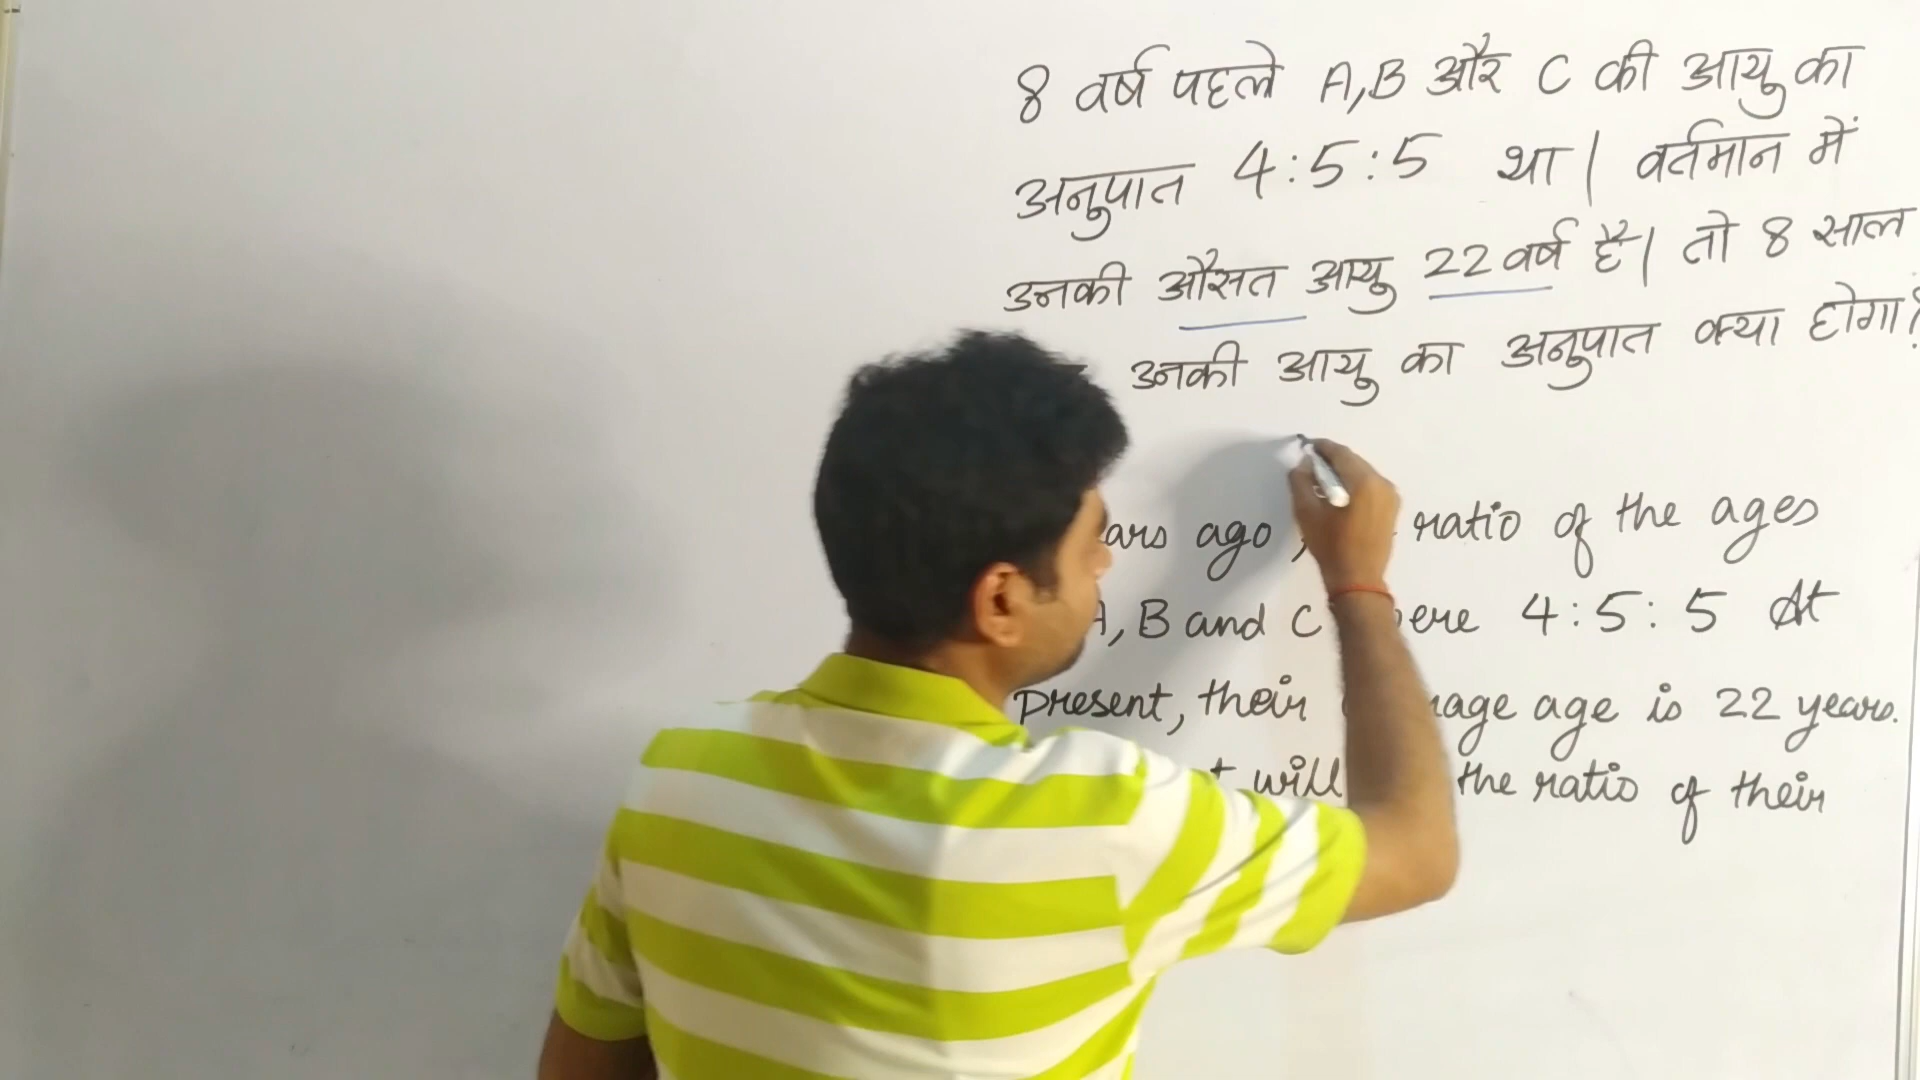 8 वर्ष पहले A,B और C की आयु का
अनुपात 4:5:5 था| वर्तमान में
उनकी औसत आयु 22 वर्ष है| तो 8 साल
उनकी आयु का अनुपात क्या होगा?
ago, ratio of the ages
A, B and C 4:5:5 At
present, their age is 22 years.
will the ratio of their